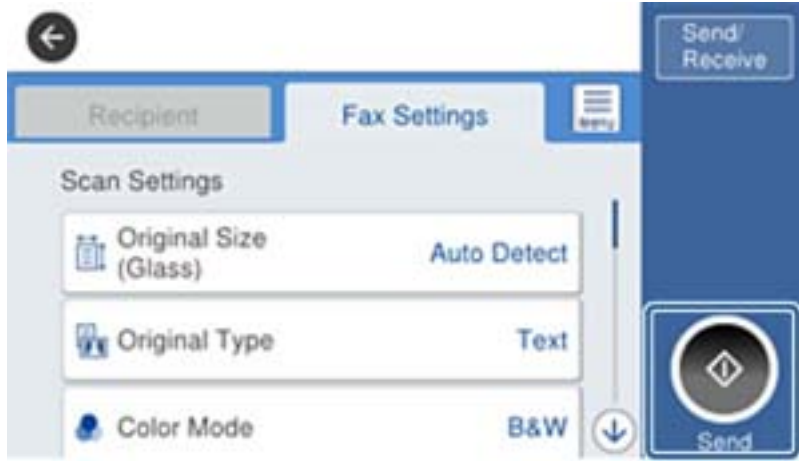 Send/
Receive
Recipient
Fax Settings
Menu
Scan Settings
Original Size
(Glass)
Auto Detect
Original Type
Text
Color Mode
B&W
Send